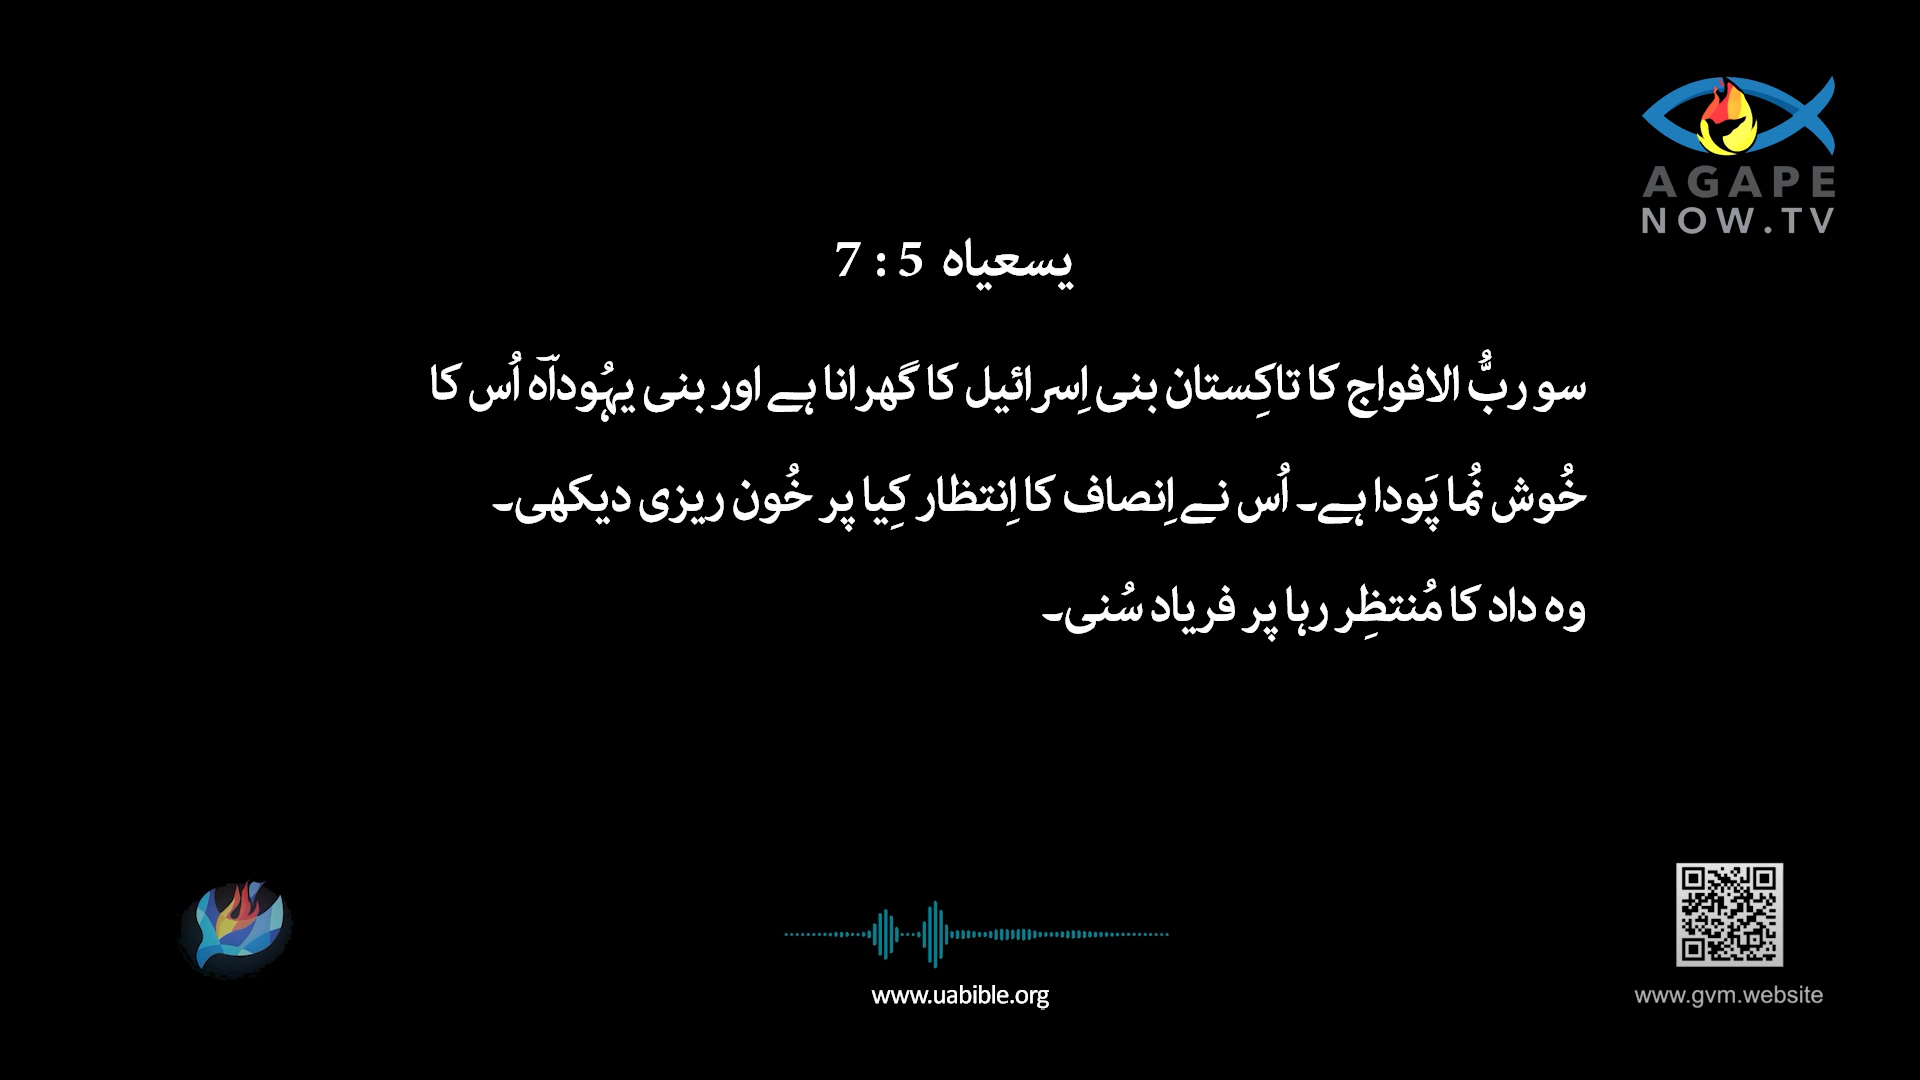 AGAPE
NOW.TV
یسعیاہ 5 : 7
سو ربُّ الافواج کا تاکِستان بنی اِسرائیل کا گھرانا ہے اور بنی یہُوداؔہ اُس کا
خُوش نُما پَودا ہے۔ اُس نے اِنصاف کا اِنتظار کِیا پر خُون ریزی دیکھی۔
وہ داد کا مُنتظِر رہا پر فریاد سُنی۔
www.uabible.org
www.gvm.website